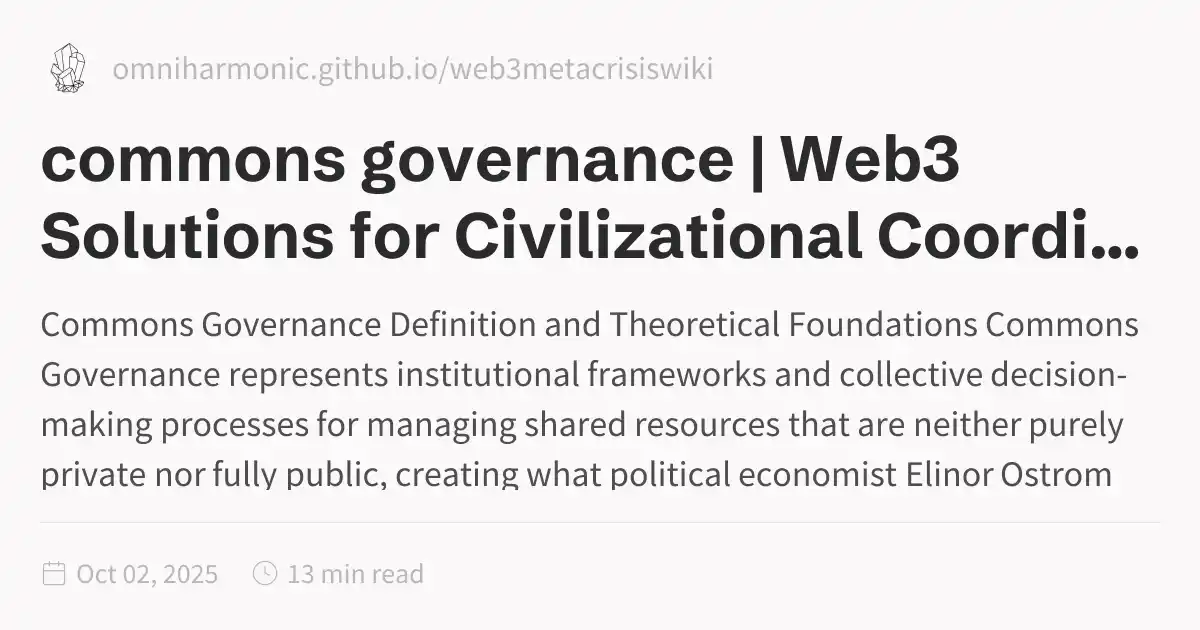 omniharmonic.github.io/web3metacrisiswiki
commons governance | Web3
Solutions for Civilizational Coordi...
Commons Governance Definition and Theoretical Foundations Commons
Governance represents institutional frameworks and collective decision-
making processes for managing shared resources that are neither purely
private nor fully public, creating what political economist Elinor Ostrom
Oct 02, 2025 13 min read